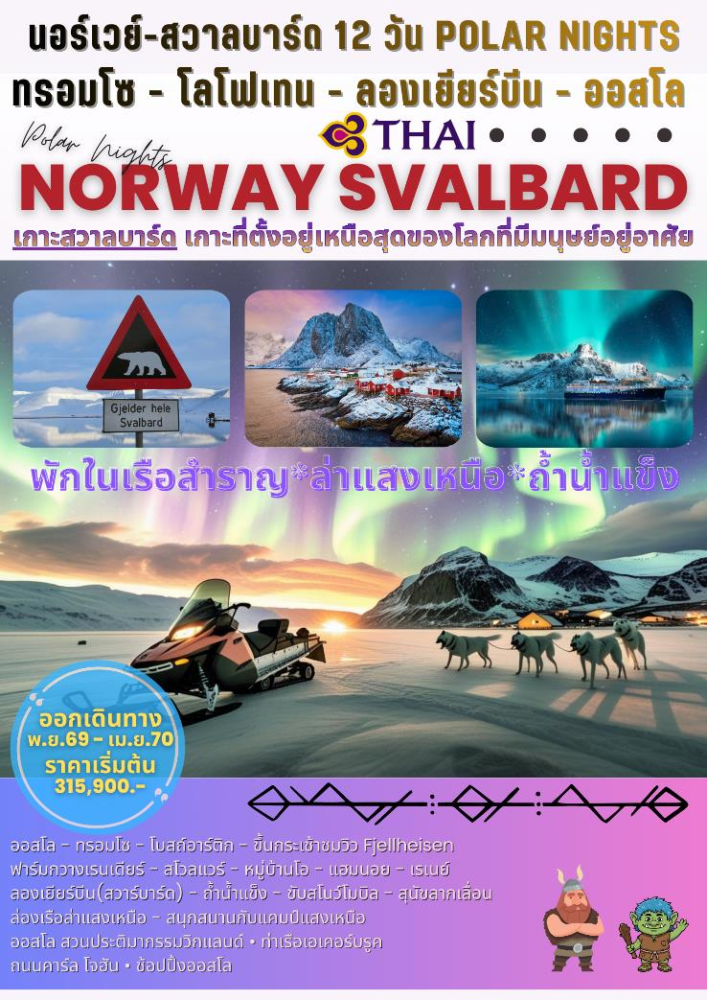 นอร์เวย์-สวาลบาร์ด 12 วัน POLAR NIGHTS
ทรอมโซ - โลโฟเทน - ลองเยียร์บีน - ออสโล
Polar Nights
THAI
NORWAY SVALBARD
เกาะสวาลบาร์ด เกาะที่ตั้งอยู่เหนือสุดของโลกที่มีมนุษย์อยู่อาศัย
Gjelder hele
Svalbard
พักในเรือสำราญ*ล่าแสงเหนือ*ถ้ำน้ำแข็ง
ออกเดินทาง
พ.ย.69 - เม.ย.70
ราคาเริ่มต้น
315,900.-
ออสโล - ทรอมโซ - โบสถ์อาร์ติก - ขึ้นกระเช้าชมวิว Fjellheisen
ฟาร์มกวางเรนเดียร์ - สโวลแวร์ - หมู่บ้านโอ - แฮมนอย - เรเน่ย์
ลองเยียร์บีน(สวาร์บาร์ด) - ถ้ำน้ำแข็ง - ขับสโนว์โมบิล - สุนัขลากเลื่อน
ล่องเรือล่าแสงเหนือ - สนุกสนานกับแคมป์แสงเหนือ
ออสโล สวนประติมากรรมวิกแลนด์ • ท่าเรือเอเคอร์บรูค
ถนนคาร์ล โจฮัน • ช้อปปิ้งออสโล